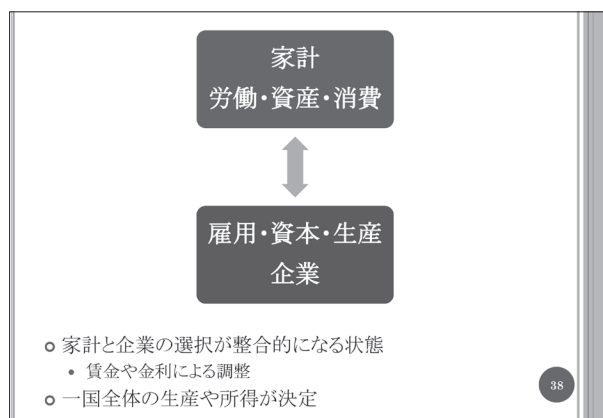 家計
労働・資産・消費
雇用・資本・生産
企業
家計と企業の選択が整合的になる状態
• 賃金や金利による調整
一国全体の生産や所得が決定
38